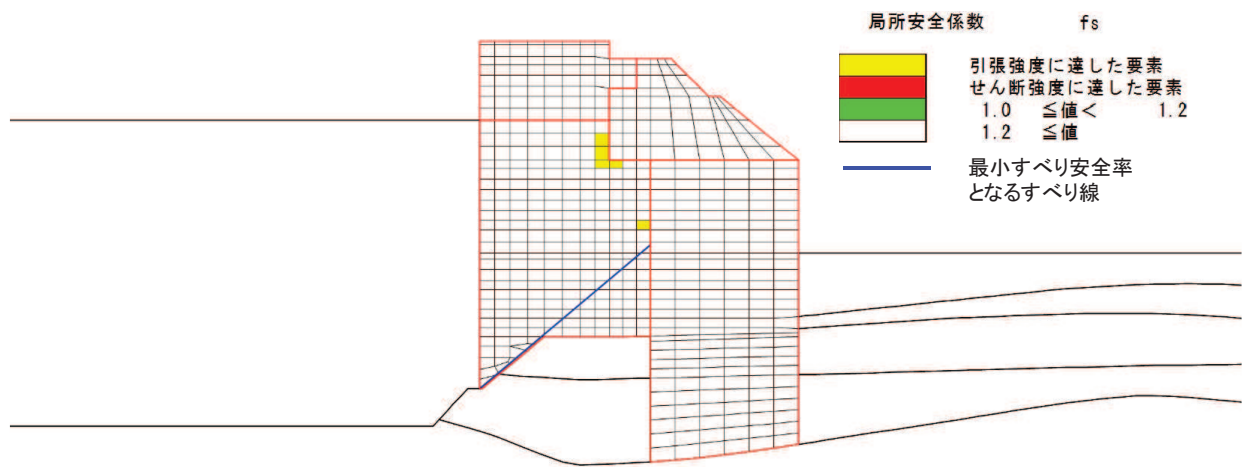 局所安全係数 fs
引張強度に達した要素
せん断強度に達した要素
1.0 ≦値< 1.2
1.2 ≦値
最小すべり安全率
となるすべり線